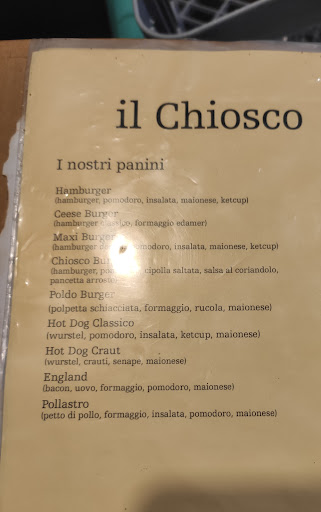 il Chiosco
I nostri panini
Hamburger
(hamburger, pomodoro, insalata, maionese, ketcup)
Ceese Burger
(hamburger formaggio edamer)
Maxi Burger
(hamburger pomodoro, insalata, maionese, ketcup)
Chiosco
(hamburger, cipolla saltata, salsa al coriandolo,
pancetta
Poldo Burger
(polpetta schiacciata, formaggio, rucola, maionese)
Hot Dog Classico
(wurstel, pomodoro, insalata, ketcup, maionese)
Hot Dog Craut
(wurstel, crauti, senape, maionese)
England
(bacon, uovo, formaggio, pomodoro, maionese)
Pollastro
(petto di pollo, formaggio, insalata, pomodoro, maionese)